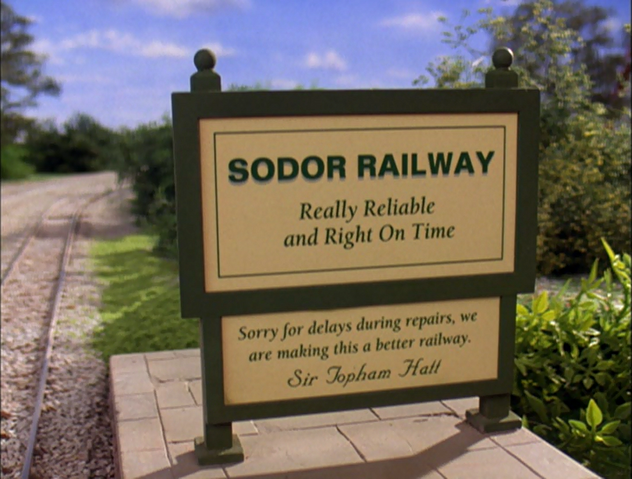 SODOR RAILWAY
Really Reliable
and Right On Time
Sorry for delays during repairs, we
are making this a better railway.
Sir Topham Hatt